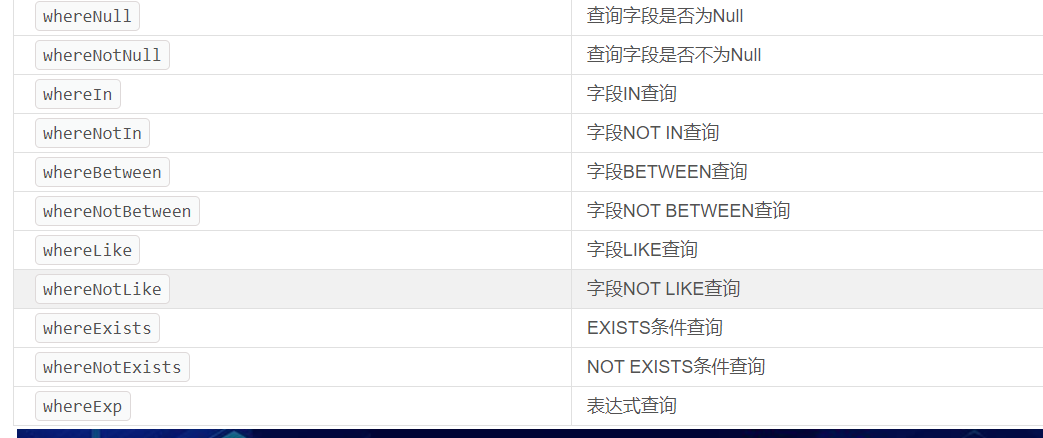 whereNull 查询字段是否为Null
whereNotNull 查询字段是否不为Null
whereIn 字段IN查询
whereNotIn 字段NOT IN查询
whereBetween 字段BETWEEN查询
whereNotBetween 字段NOT BETWEEN查询
whereLike 字段LIKE查询
whereNotLike 字段NOT LIKE查询
whereExists EXISTS条件查询
whereNotExists NOT EXISTS条件查询
whereExp 表达式查询